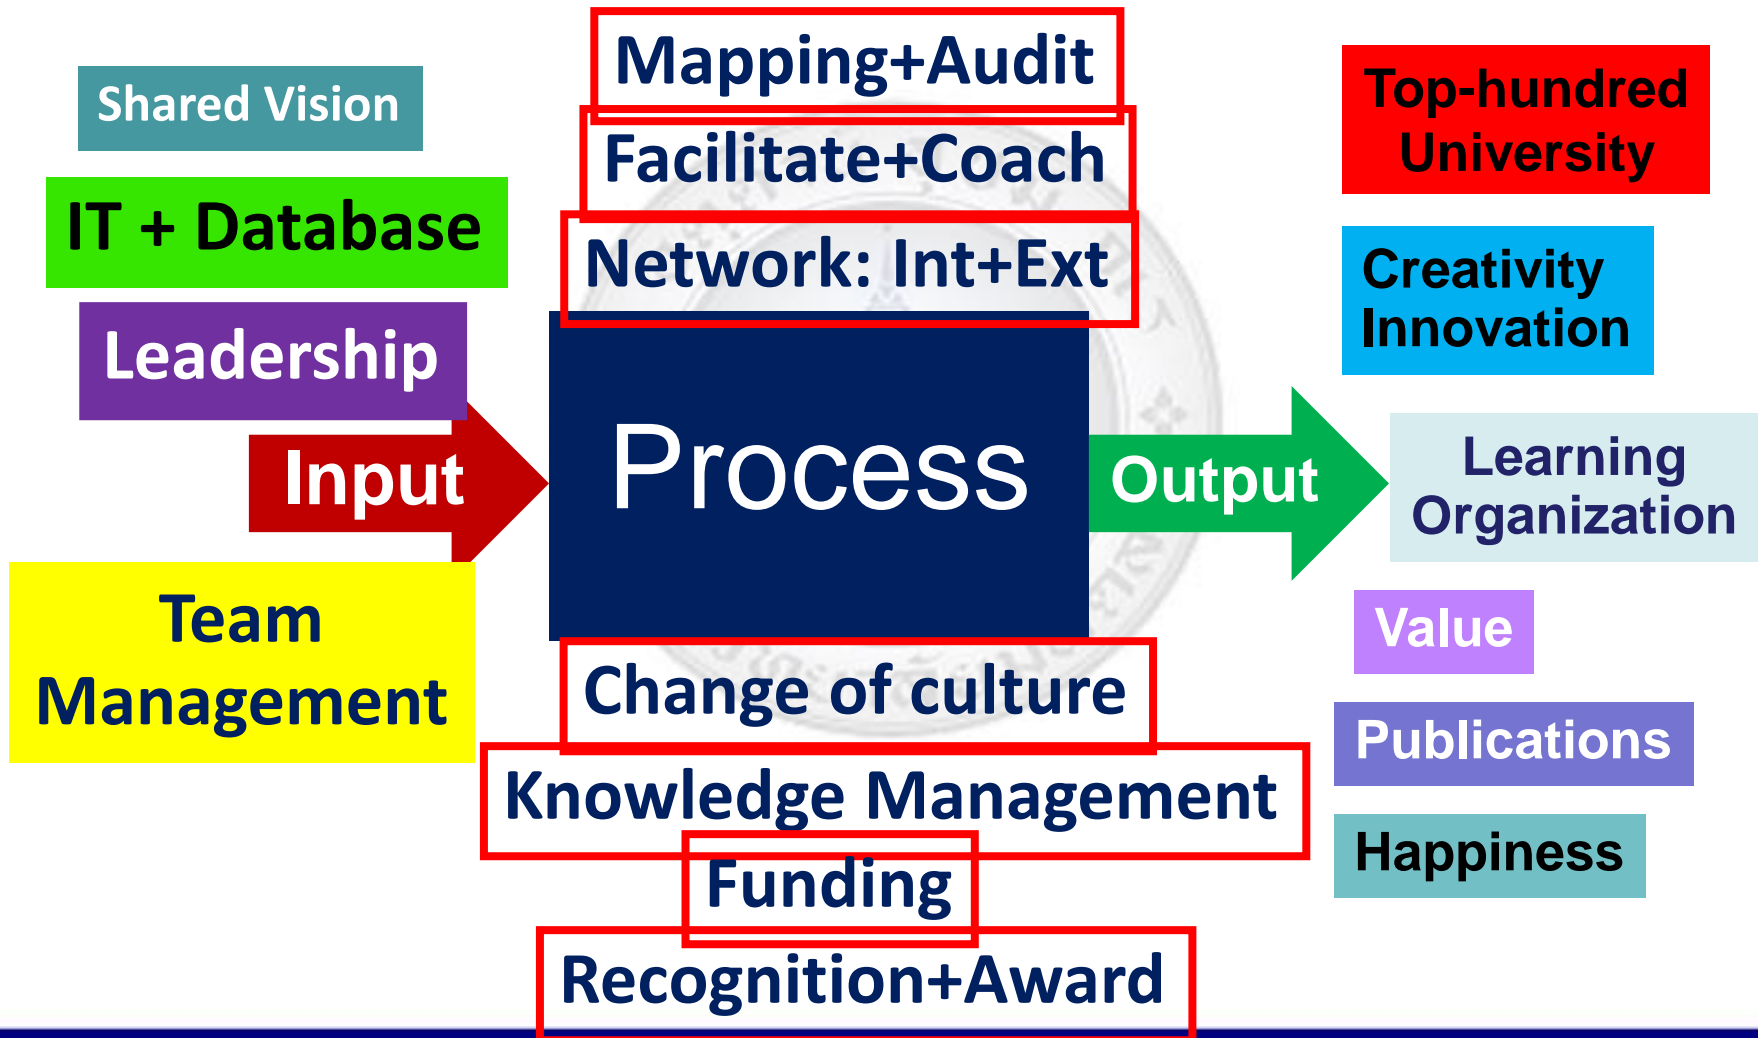 Mapping+Audit
Facilitate+Coach
Network: Int+Ext
Shared Vision
IT + Database
Leadership
Input
Team
Management
Process
Output
Change of culture
Knowledge Management
Funding
Recognition+Award
Top-hundred
University
Creativity
Innovation
Learning
Organization
Value
Publications
Happiness